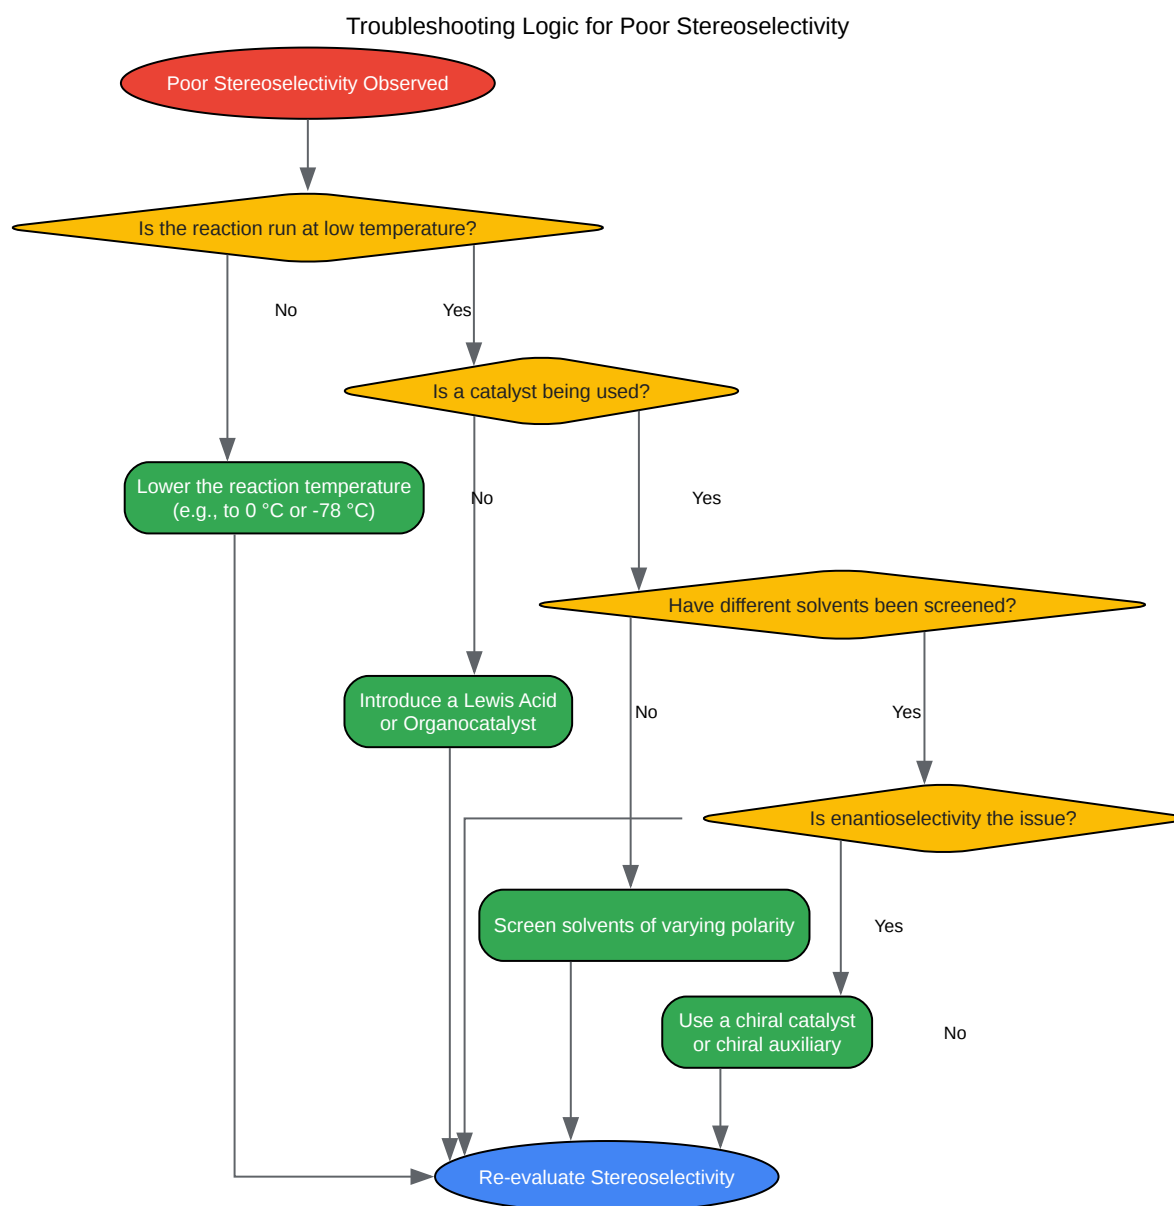 Troubleshooting Logic for Poor Stereoselectivity
Poor Stereoselectivity Observed
Is the reaction run at low temperature?
No
Yes
Is a catalyst being used?
Lower the reaction temperature
(e.g., to 0 °C or -78 °C)
No
Yes
Have different solvents been screened?
Introduce a Lewis Acid
or Organocatalyst
No
Yes
Is enantioselectivity the issue?
Screen solvents of varying polarity
Yes
Use a chiral catalyst
or chiral auxiliary
No
Re-evaluate Stereoselectivity